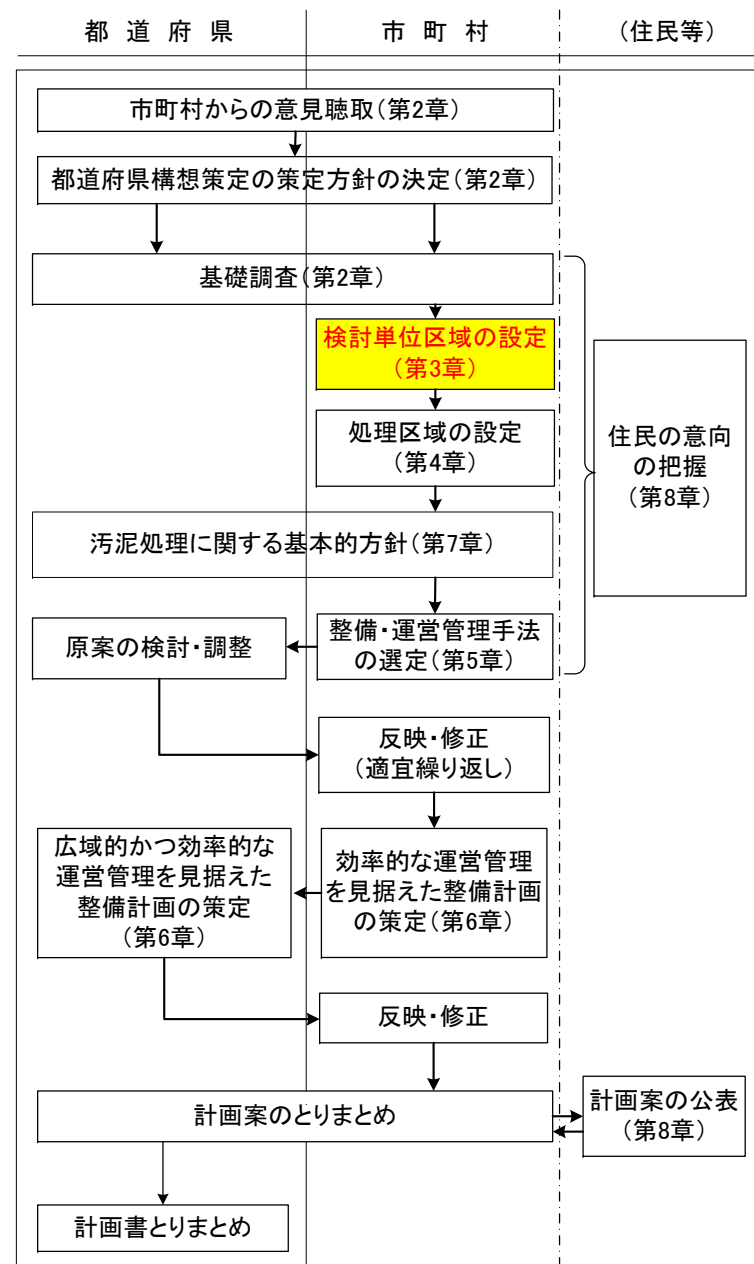 都 道 府 県
市 町 村
(住民等)
市町村からの意見聴取(第2章)
都道府県構想策定の策定方針の決定(第2章)
基礎調査(第2章)
検討単位区域の設定
(第3章)
処理区域の設定
(第4章)
住民の意向
の把握
(第8章)
汚泥処理に関する基本的方針(第7章)
整備・運営管理手法
の選定(第5章)
原案の検討・調整
反映・修正
(適宜繰り返し)
広域的かつ効率的な
運営管理を見据えた
整備計画の策定
(第6章)
効率的な運営管理
を見据えた整備計画
の策定(第6章)
反映・修正
計画案のとりまとめ
計画案の公表
(第8章)
計画書とりまとめ